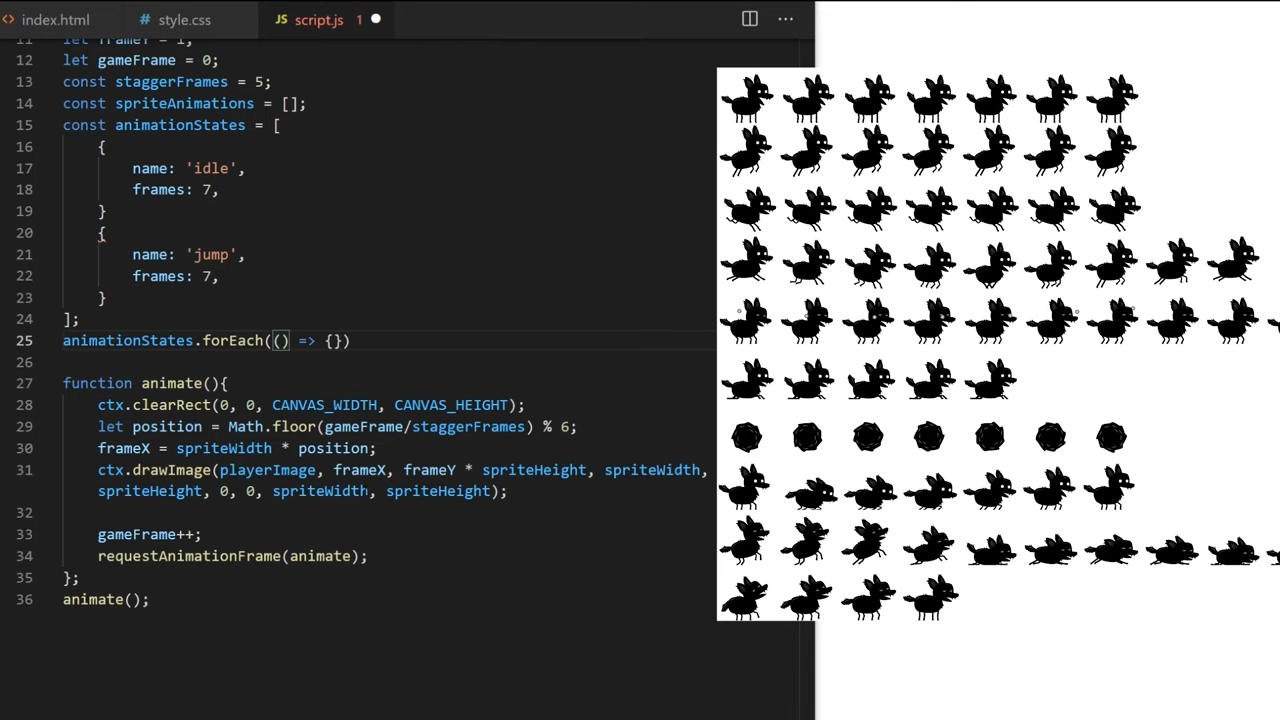 index.html
# style.css
JS script.js 1
11 let frameY = 1;
12 let gameFrame = 0;
13 const staggerFrames = 5;
14 const spriteAnimations = [];
15 const animationStates = [
16 {
17 name: 'idle',
18 frames: 7,
19 }
20 {
21 name: 'jump',
22 frames: 7,
23 }
24 ];
25 animationStates.forEach(() => {})
26
27 function animate(){
28 ctx.clearRect(0, 0, CANVAS_WIDTH, CANVAS_HEIGHT);
29 let position = Math.floor(gameFrame/staggerFrames) % 6;
30 frameX = spriteWidth * position;
31 ctx.drawImage(playerImage, frameX, frameY * spriteHeight, spriteWidth,
spriteHeight, 0, 0, spriteWidth, spriteHeight);
32
33 gameFrame++;
34 requestAnimationFrame(animate);
35 };
36 animate();